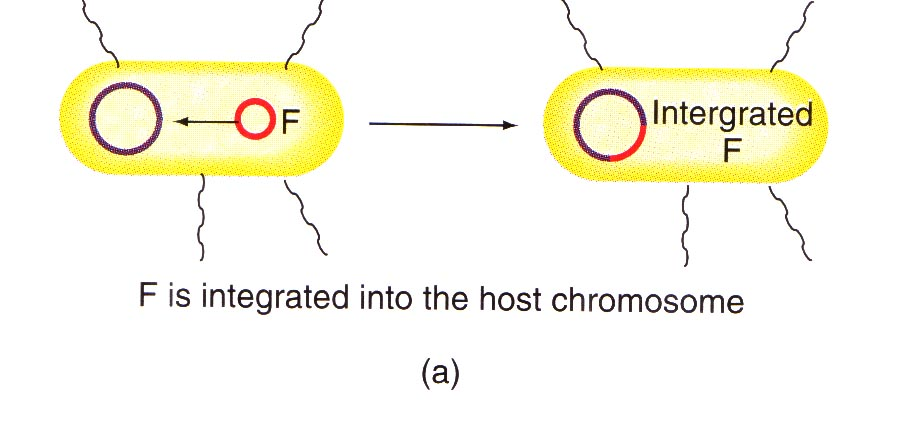 F
Intergrated
F
F is integrated into the host chromosome
(a)